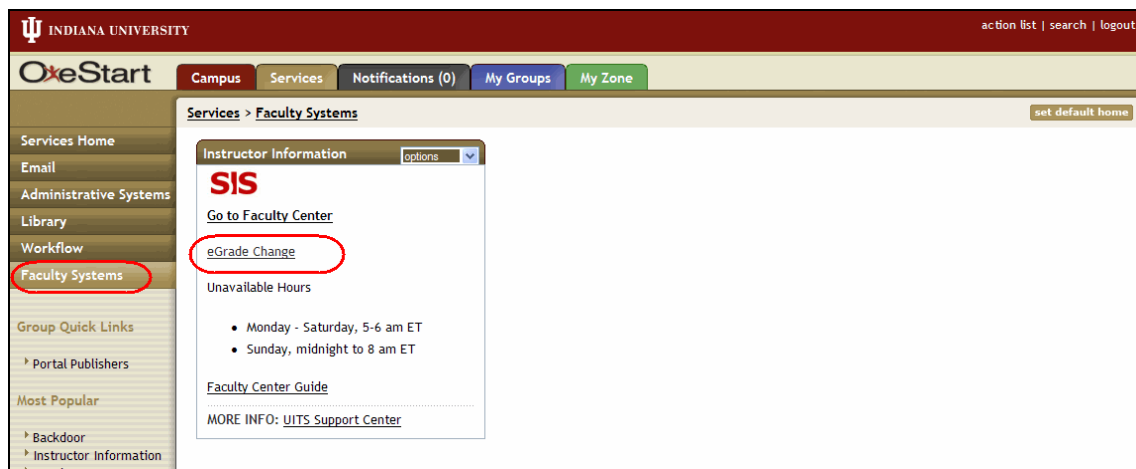 INDIANA UNIVERSITY
action list | search | logout
OneStart
Campus
Services
Notifications (0)
My Groups
My Zone
Services > Faculty Systems
set default home
Services Home
Email
Administrative Systems
Library
Workflow
Faculty Systems
Group Quick Links
Portal Publishers
Most Popular
Backdoor
Instructor Information
Instructor Information
options
SIS
Go to Faculty Center
eGrade Change
Unavailable Hours
Monday - Saturday, 5-6 am ET
Sunday, midnight to 8 am ET
Faculty Center Guide
MORE INFO: UITS Support Center